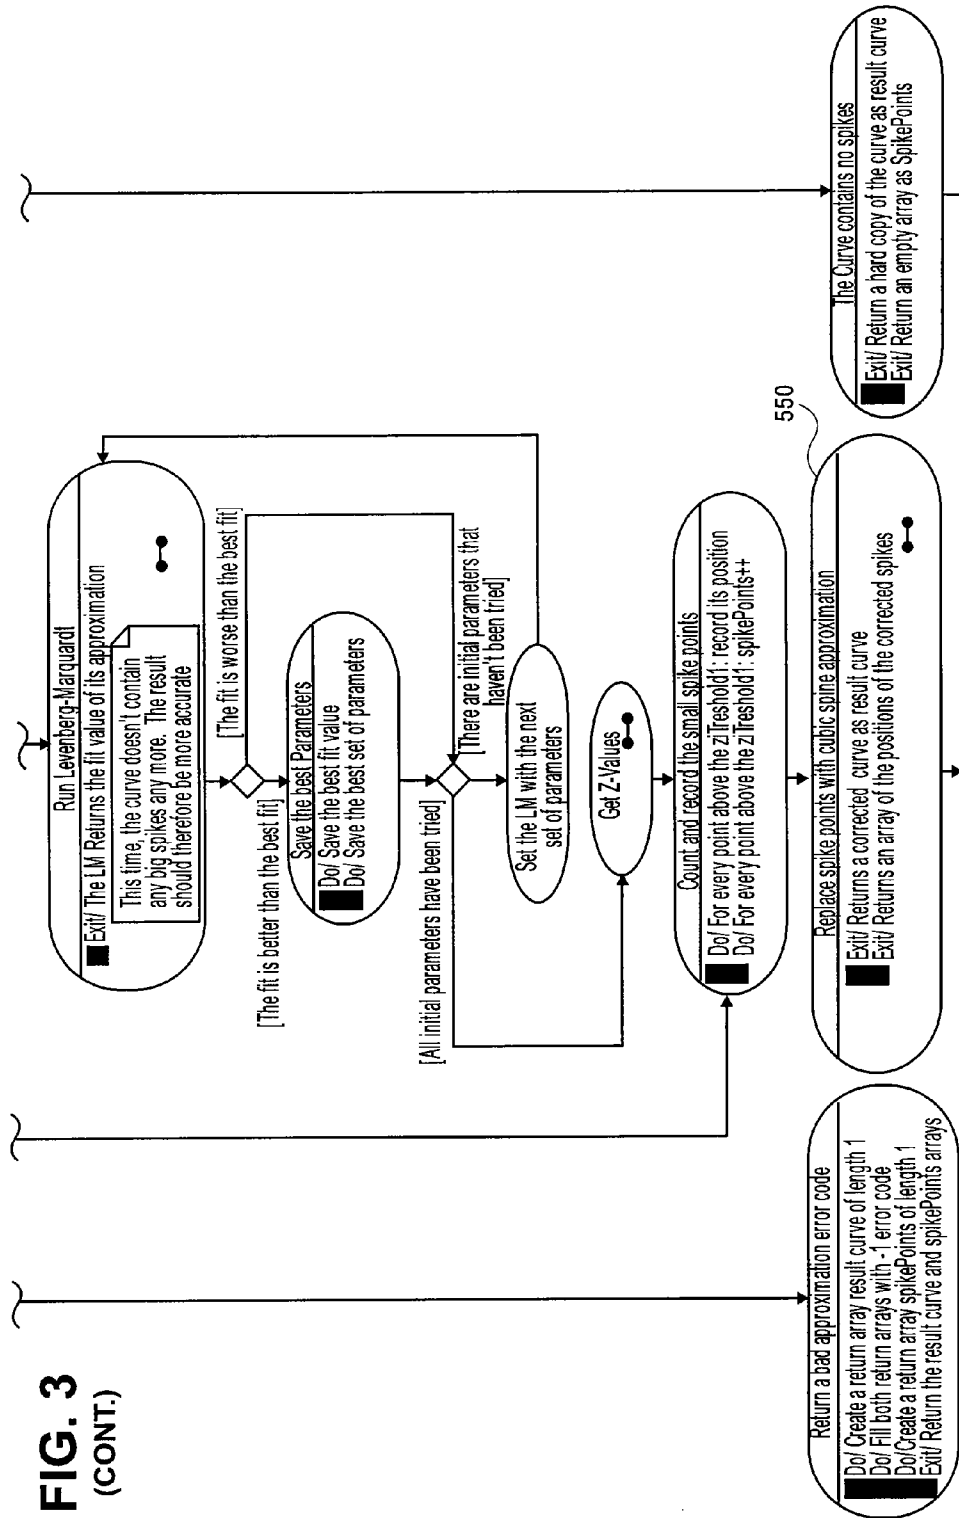 FIG. 3
(CONT.)
Run Leverberg-Marquardt
Exit/ The LM Returns the fit value of its approximation
This time, the curve doesn't contain
any big spikes any more. The result
should therefore be more accurate
[The fit is better than the best fit]
[The fit is worse than the best fit]
Save the best Parameters
Do/ Save the best fit value
Do/ Save the best set of parameters
[All initial parameters have been tried]
[There are initial parameters that
haven't been tried]
Set the LM with the next
set of parameters
Get Z-Values
Count and record the small spike points
Do/ For every point above the ziTreshold1: record its position
Do/ For every point above the ziTreshold1: spikePoints++
Return a bad approximation error code
Do/ Create a return array result curve of length 1
Do/ Fill both return arrays with -1 error code
Do/Create a return array spikePoints of length 1
Exit/ Return the result curve and spikePoints arrays
Replace spike points with cubic spine approximation
Exit/ Returns a corrected curve as result curve
Exit/ Returns an array of the positions of the corrected spikes
550
The Curve contains no spikes
Exit/ Return a hard copy of the curve as result curve
Exit/ Return an empty array as SpikePoints